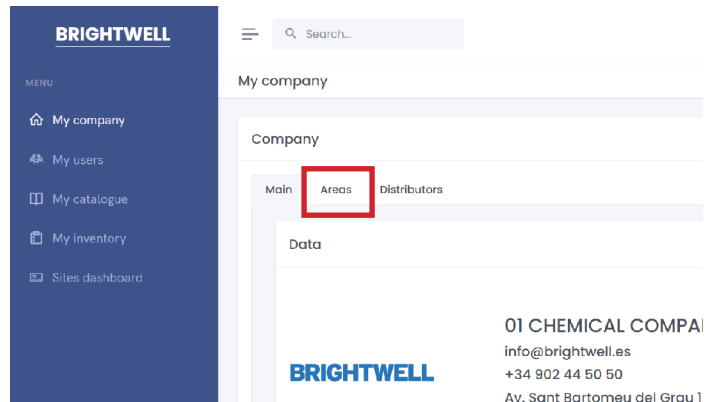 BRIGHTWELL
Search...
MENU
My company
My users
My catalogue
My inventory
Sites dashboard
My company
Company
Main Areas Distributors
Data
BRIGHTWELL
01 CHEMICAL COMPA
info@brightwell.es
+34 902 44 50 50
Av. Sant Bartomeu del Grau 1